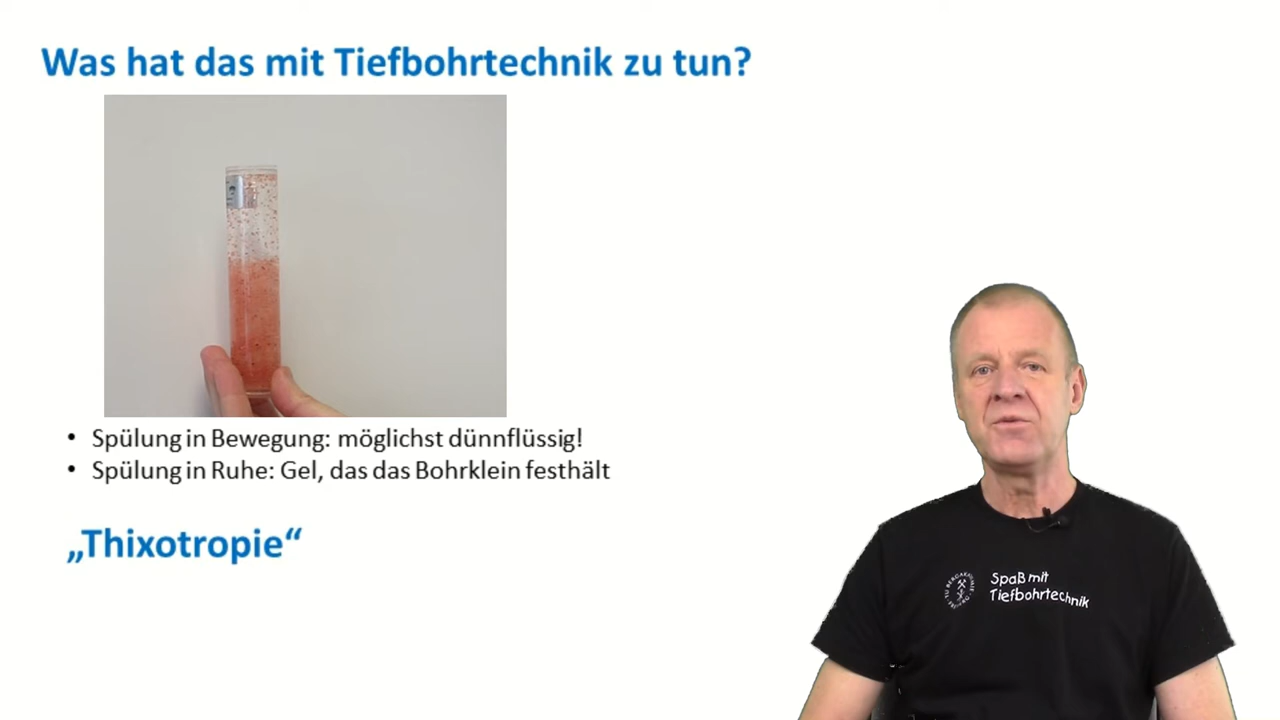 Was hat das mit Tiefbohrtechnik zu tun?
• Spülung in Bewegung: möglichst dünnflüssig!
• Spülung in Ruhe: Gel, das das Bohrklein festhält
„Thixotropie“
Spaß mit
Tiefbohrtechnik